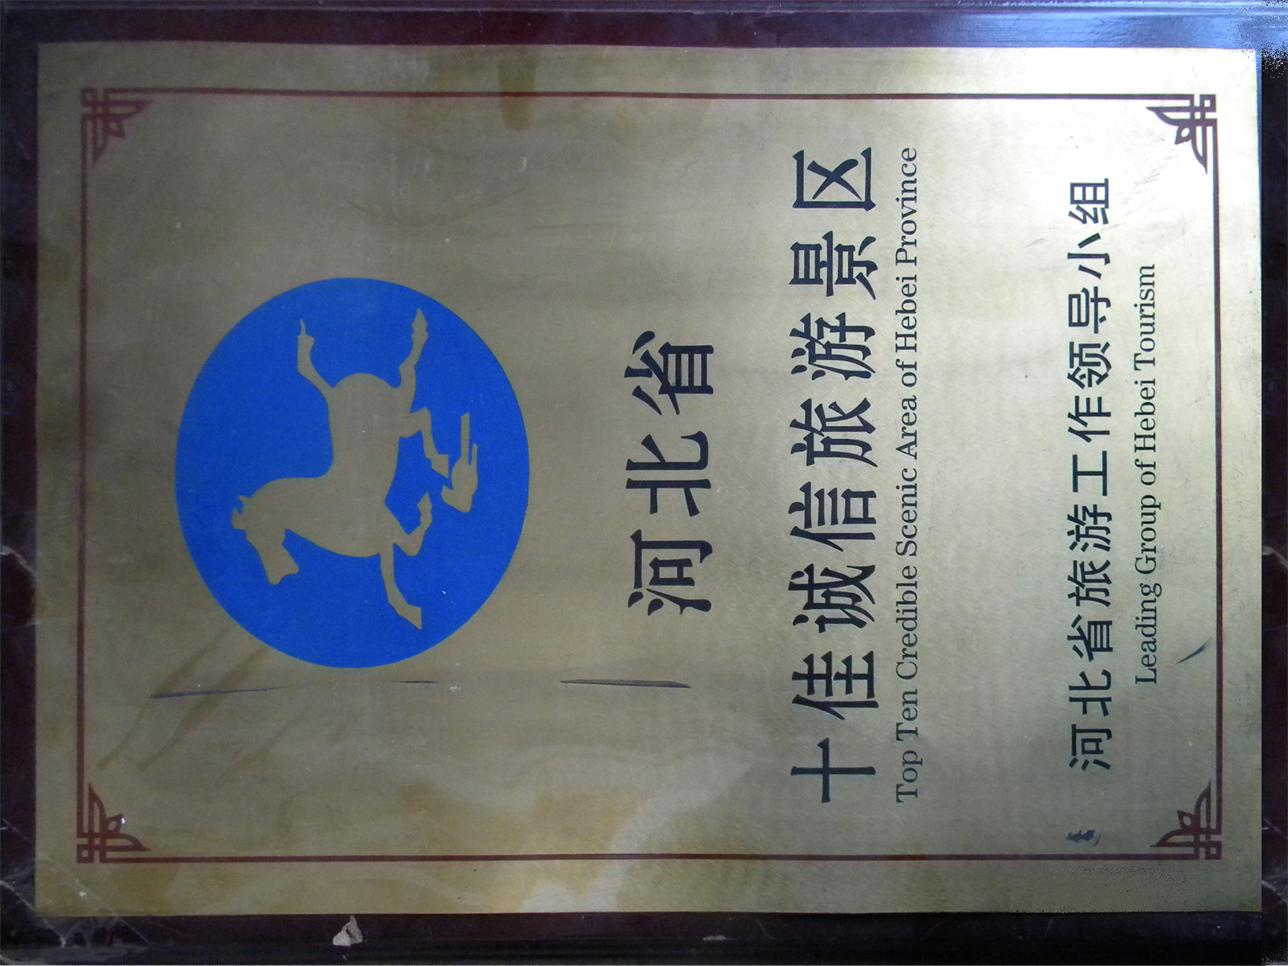 河北省
十佳诚信旅游景区
Top Ten Credible Scenic Area of Hebei Province
河北省旅游工作领导小组
Leading Group of Hebei Tourism